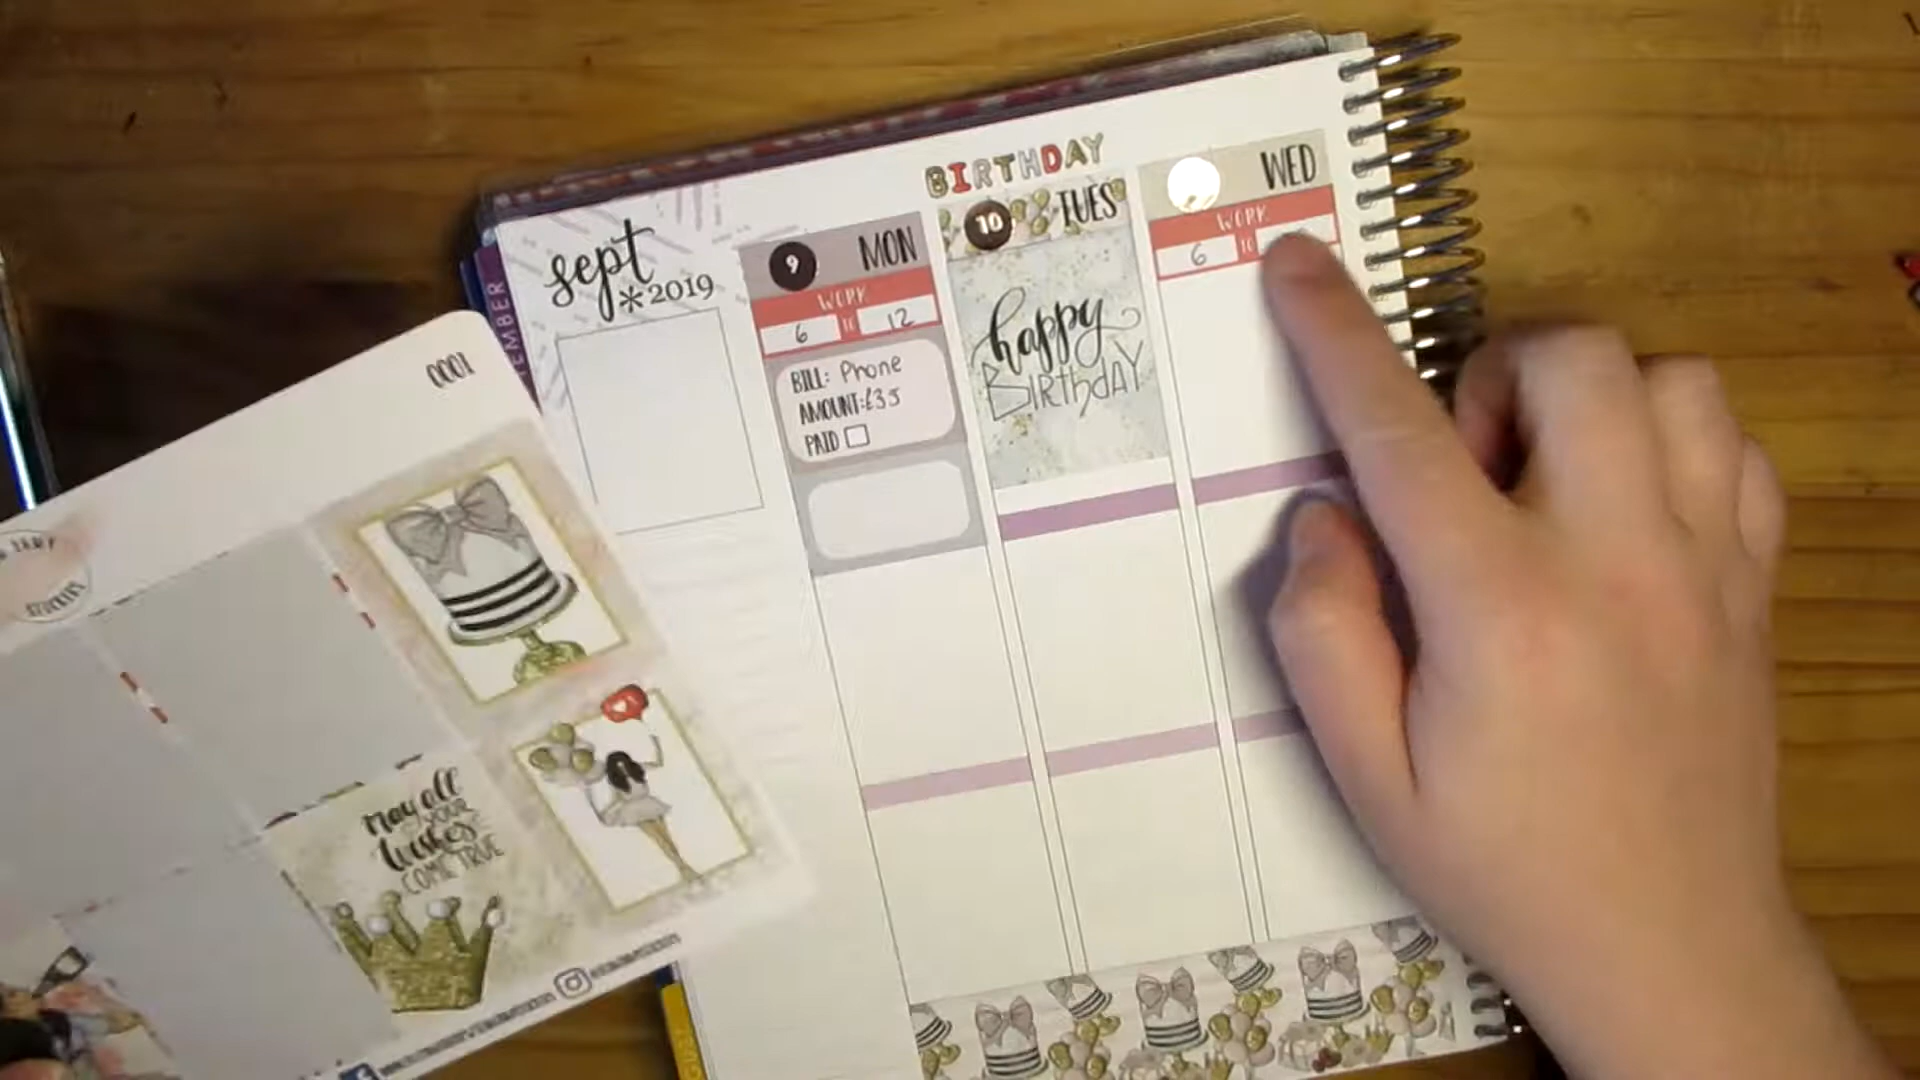 BIRTHDAY
sept
*2019
9 MON
WORK
6 TO 12
BILL: Phone
AMOUNT: £35
PAID
10 TUES
happy
BIRthdAY
WED
WORK
6 TO
0001
STICKERS
May all
YOUR
Wishes
COME TRUE